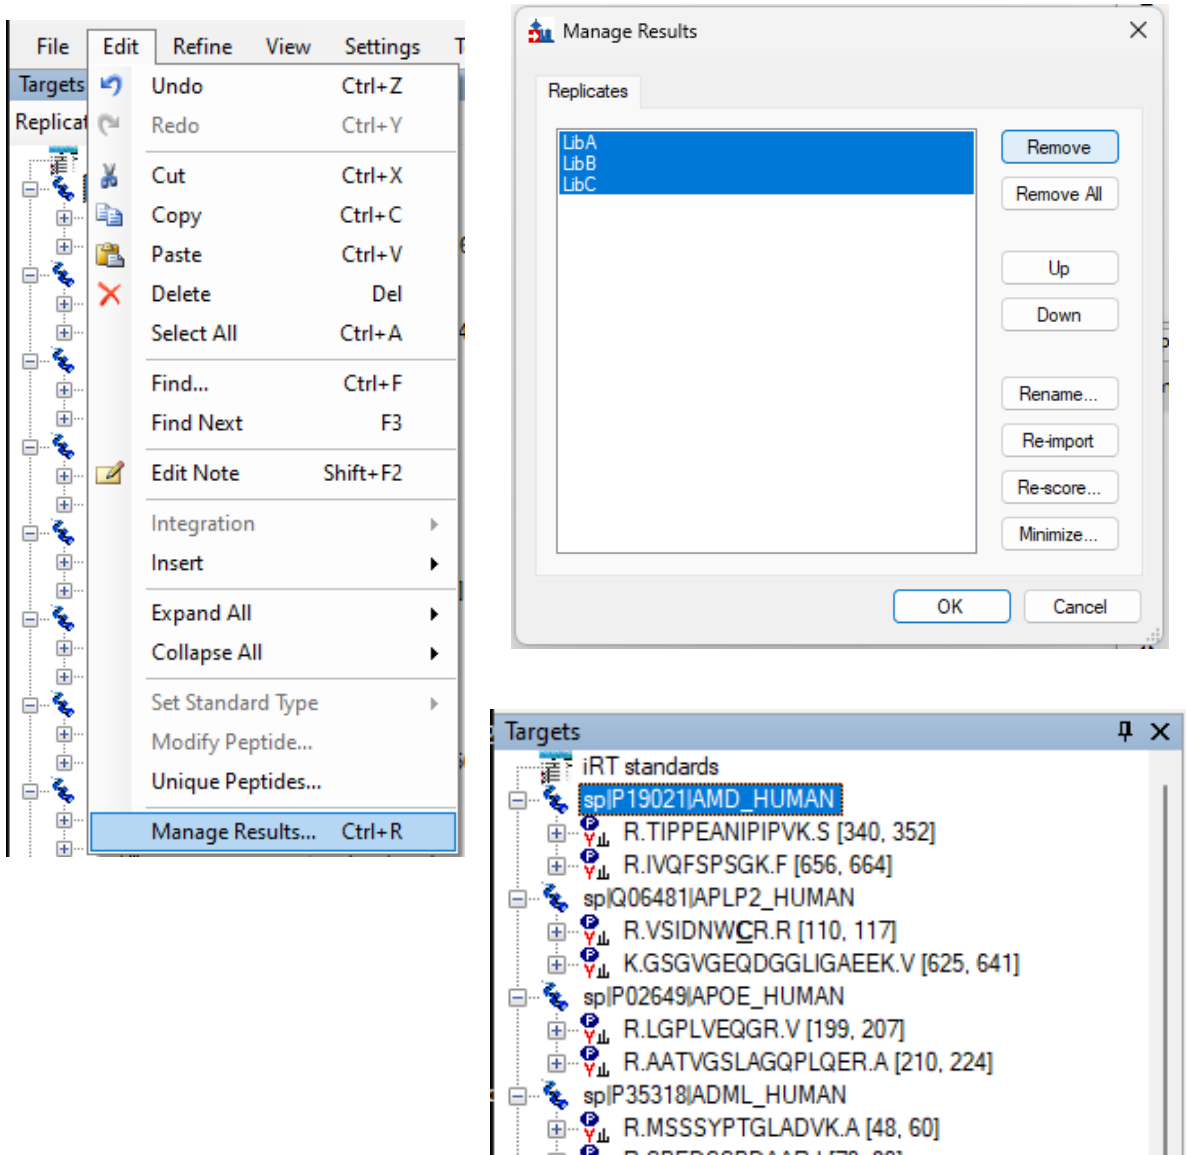 File Edit Refine View Settings
Targets
Replicat
Undo Ctrl+Z
Redo Ctrl+Y
Cut Ctrl+X
Copy Ctrl+C
Paste Ctrl+V
Delete Del
Select All Ctrl+A
Find... Ctrl+F
Find Next F3
Edit Note Shift+F2
Integration
Insert
Expand All
Collapse All
Set Standard Type
Modify Peptide...
Unique Peptides...
Manage Results... Ctrl+R
Manage Results
Replicates
LibA
LibB
LibC
Remove
Remove All
Up
Down
Rename...
Re-import
Re-score...
Minimize...
OK Cancel
Targets
iRT standards
sp|P19021|AMD_HUMAN
R.TIPPEANIPIPVK.S [340, 352]
R.IVQFSPSGK.F [656, 664]
sp|Q06481|APLP2_HUMAN
R.VSIDNWCR.R [110, 117]
K.GSGVGEQDGGLIGAEEK.V [625, 641]
sp|P02649|APOE_HUMAN
R.LGPLVEQGR.V [199, 207]
R.AATVGSLAGQPLQER.A [210, 224]
sp|P35318|ADML_HUMAN
R.MSSSYPTGLADVK.A [48, 60]